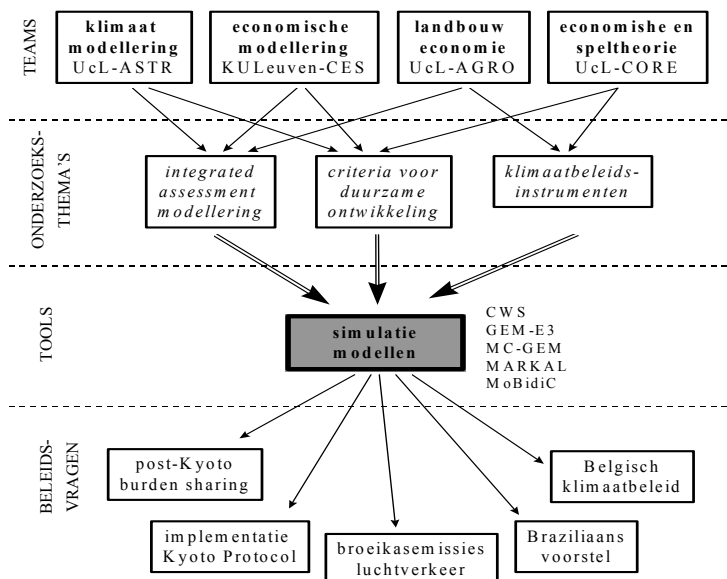 TEAMS
klimaat
modellering
UcL-ASTR
economische
modellering
KULeuven-CES
landbouw
economie
UcL-AGRO
economishe en
speltheorie
UcL-CORE
ONDERZOEKS-
THEMA'S
integrated
assessment
modellering
criteria voor
duurzame
ontwikkeling
klimaatbeleids-
instrumenten
TOOLS
simulatie
modellen
CWS
GEM-E3
MC-GEM
MARKAL
MoBidiC
BELEIDS-
VRAGEN
post-Kyoto
burden sharing
Belgisch
klimaatbeleid
implementatie
Kyoto Protocol
broeikasemissies
luchtverkeer
Braziliaans
voorstel